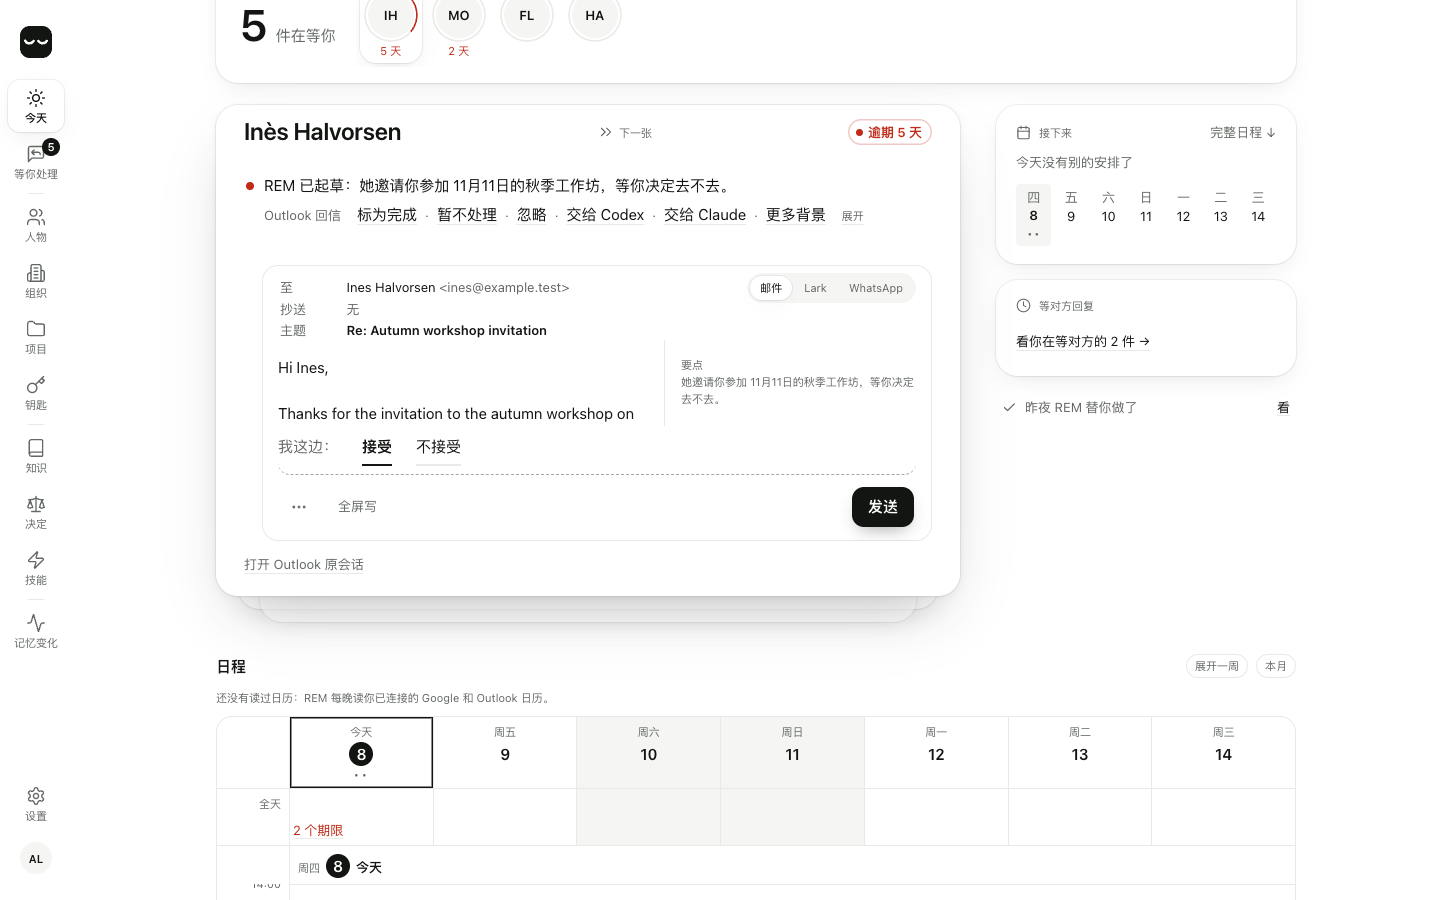 今天
5
等你处理
人物
组织
项目
钥匙
知识
决定
技能
记忆变化
设置
AL
5 件在等你
IH
5 天
MO
2 天
FL
HA
Inès Halvorsen
下一张
逾期 5 天
REM 已起草：她邀请你参加 11月11日的秋季工作坊，等你决定去不去。
Outlook 回信 标为完成 · 暂不处理 · 忽略 · 交给 Codex · 交给 Claude · 更多背景 展开
至 Ines Halvorsen <ines@example.test>
邮件 Lark WhatsApp
抄送 无
主题 Re: Autumn workshop invitation
Hi Ines,
Thanks for the invitation to the autumn workshop on
要点
她邀请你参加 11月11日的秋季工作坊，等你决定
去不去。
我这边： 接受 不接受
··· 全屏写 发送
打开 Outlook 原会话
接下来 完整日程 ↓
今天没有别的安排了
四 五 六 日 一 二 三
8 9 10 11 12 13 14
等对方回复
看你在等对方的 2 件 →
昨夜 REM 替你做了 看
日程 展开一周 本月
还没有读过日历：REM 每晚读你已连接的 Google 和 Outlook 日历。
今天 周五 周六 周日 周一 周二 周三
8 9 10 11 12 13 14
全天
2 个期限
周四 8 今天
14:00